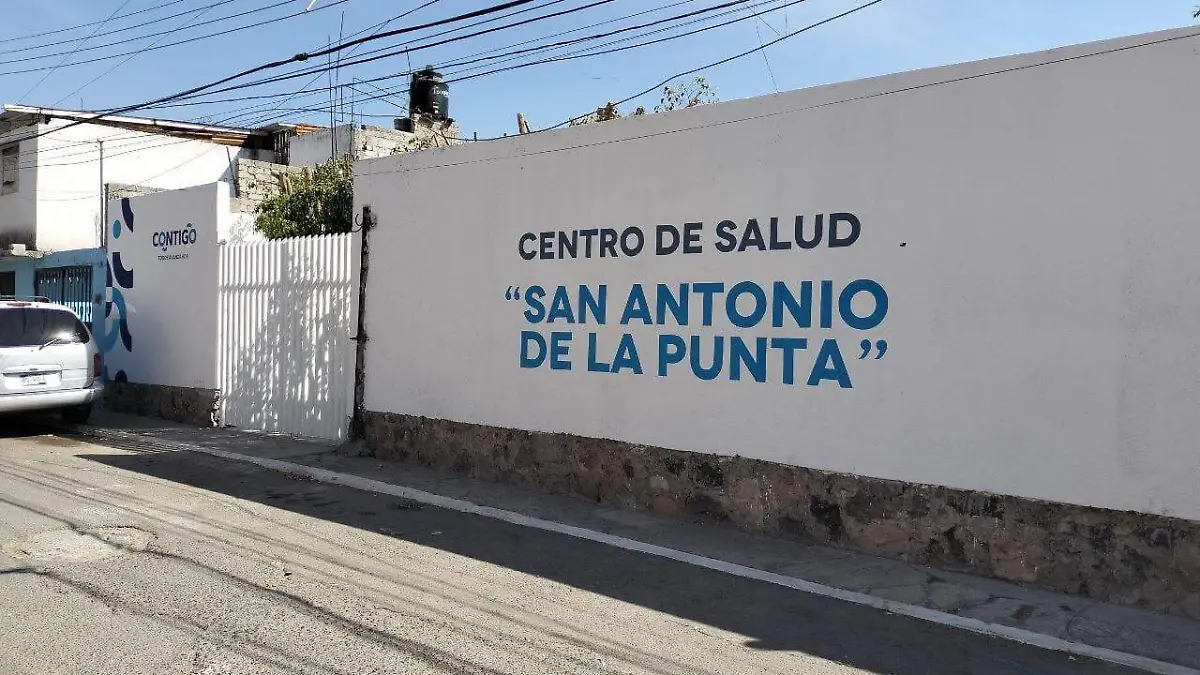 CONTIGO
CENTRO DE SALUD
“SAN ANTONIO
DE LA PUNTA”